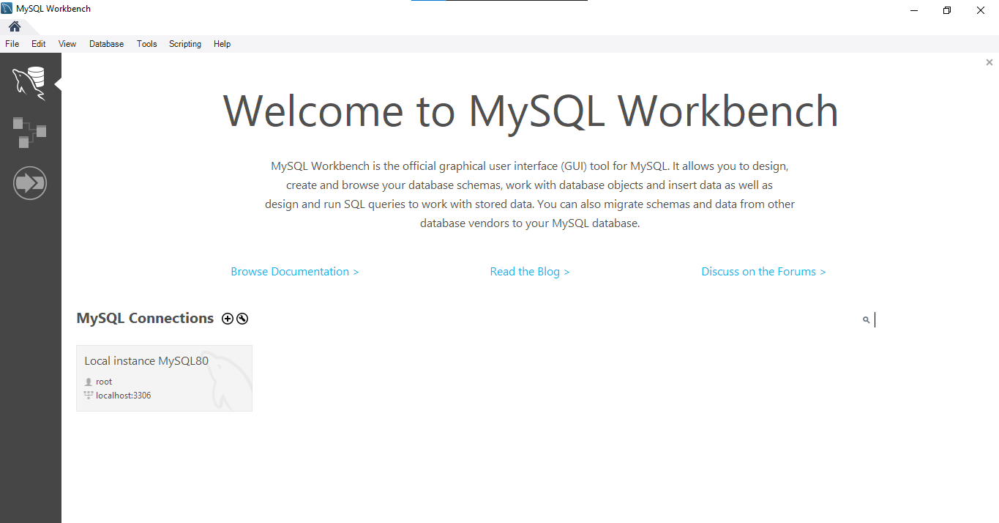 MySQL Workbench
File Edit View Database Tools Scripting Help
Welcome to MySQL Workbench
MySQL Workbench is the official graphical user interface (GUI) tool for MySQL. It allows you to design,
create and browse your database schemas, work with database objects and insert data as well as
design and run SQL queries to work with stored data. You can also migrate schemas and data from other
database vendors to your MySQL database.
Browse Documentation > Read the Blog > Discuss on the Forums >
MySQL Connections
Local instance MySQL80
root
localhost:3306